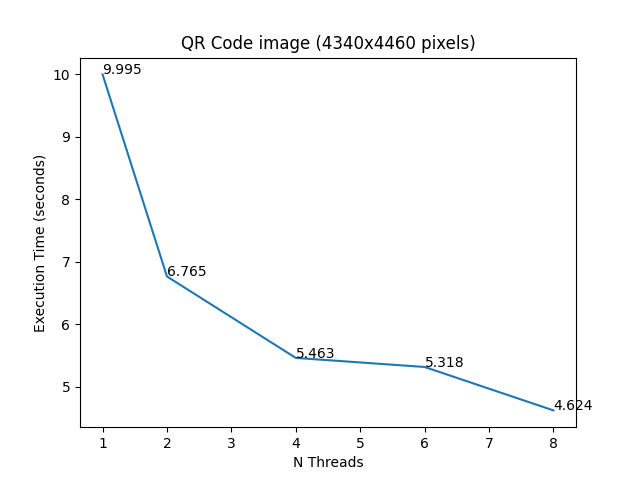 QR Code image (4340x4460 pixels)
Execution Time (seconds)
10
9
8
7
6
5
9.995
6.765
5.463
5.318
4.624
1 2 3 4 5 6 7 8
N Threads